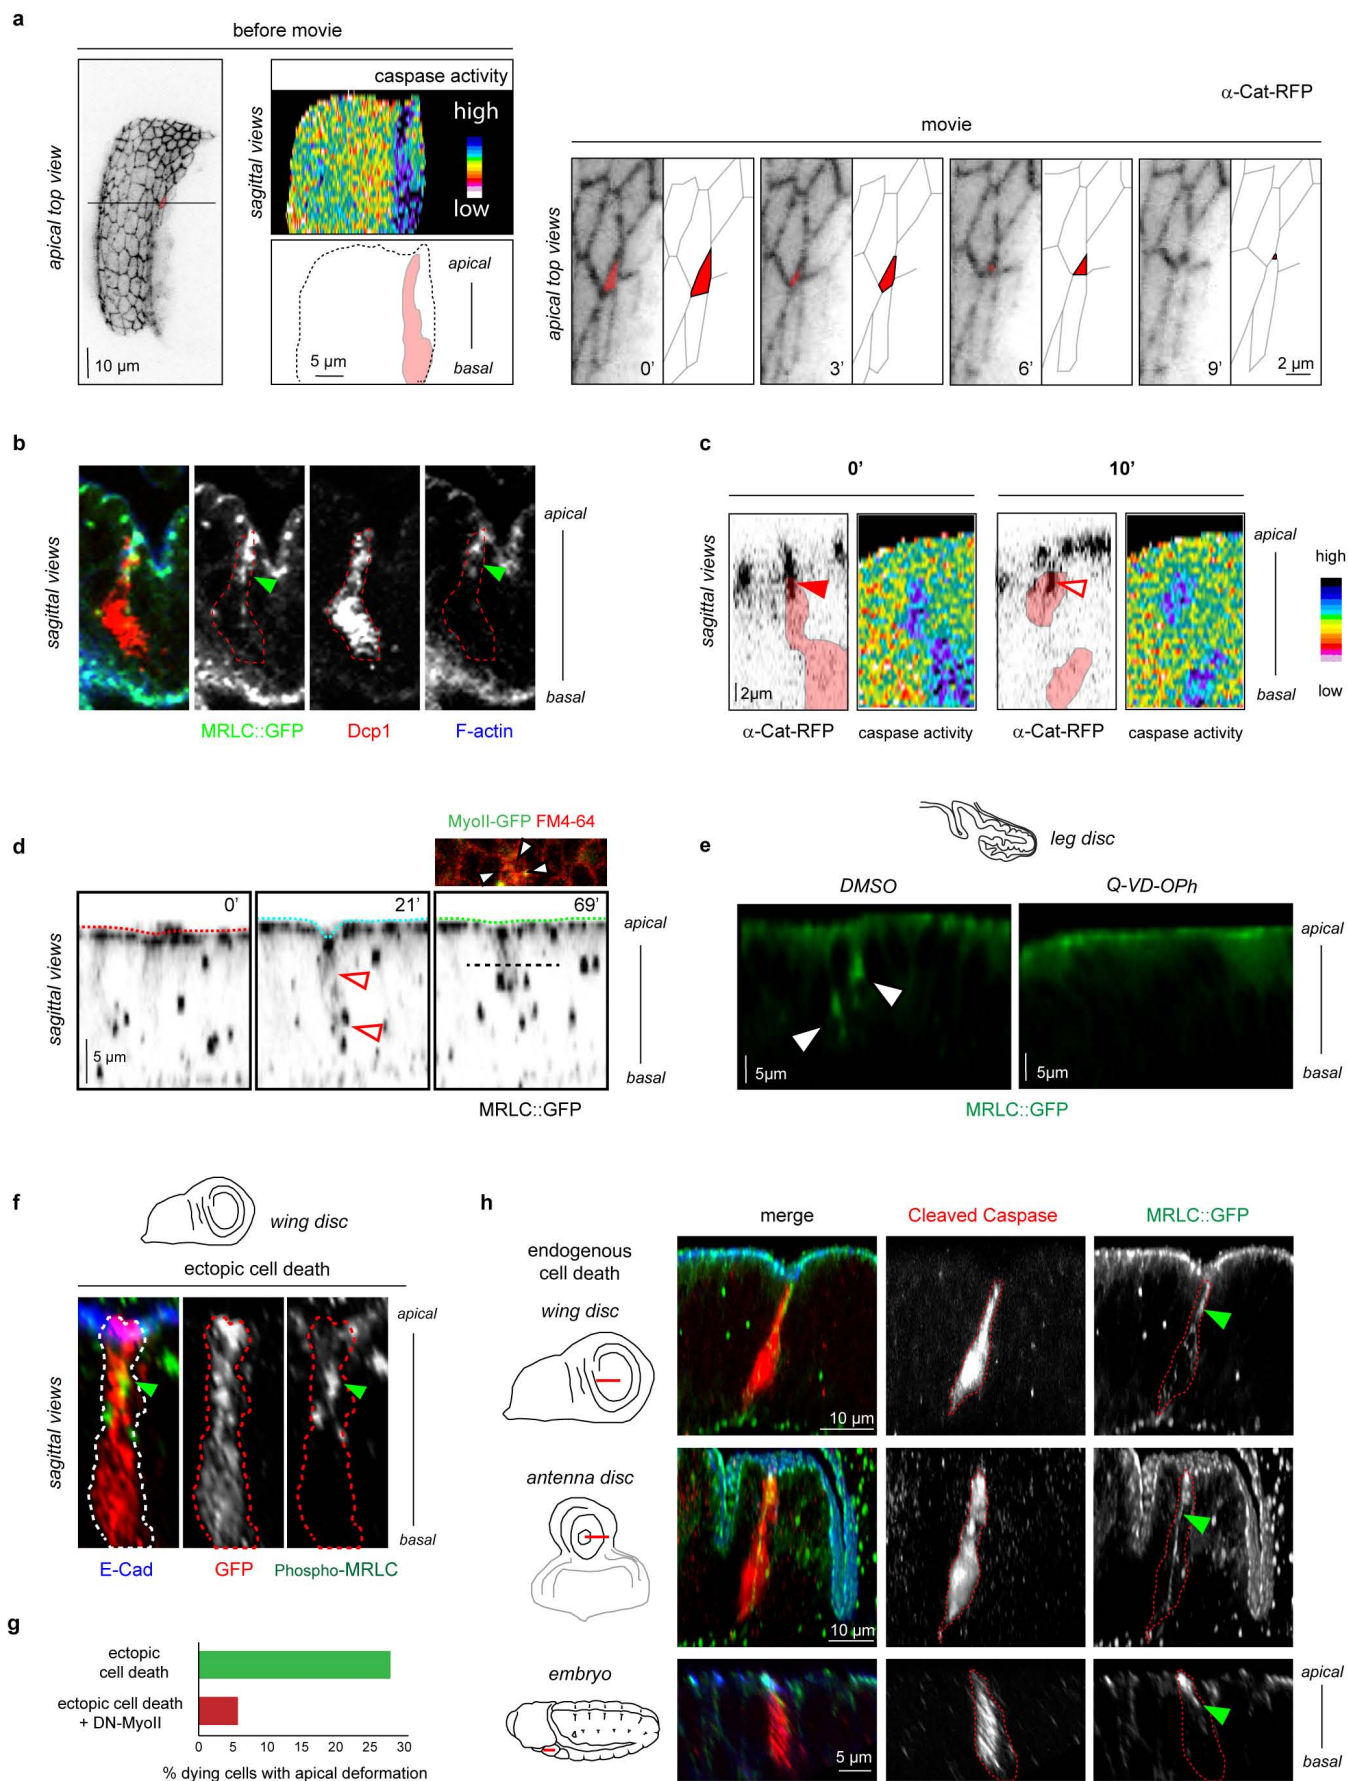 a
before movie
apical top view
10 µm
sagittal views
caspase activity
high
low
apical
basal
5 µm
α-Cat-RFP
movie
apical top views
0'
3'
6'
9'
2 µm
b
sagittal views
MRLC::GFP
Dcp1
F-actin
apical
basal
c
0'
10'
sagittal views
2µm
α-Cat-RFP
caspase activity
α-Cat-RFP
caspase activity
apical
basal
high
low
d
MyoII-GFP FM4-64
sagittal views
0'
21'
69'
5 µm
apical
basal
MRLC::GFP
e
leg disc
DMSO
Q-VD-OPh
5µm
5µm
apical
basal
MRLC::GFP
f
wing disc
ectopic cell death
sagittal views
apical
basal
E-Cad
GFP
Phospho-MRLC
g
ectopic
cell death
ectopic cell death
+ DN-MyoII
0 5 10 15 20 25 30
% dying cells with apical deformation
h
merge
Cleaved Caspase
MRLC::GFP
endogenous
cell death
wing disc
10 µm
antenna disc
10 µm
embryo
5 µm
apical
basal